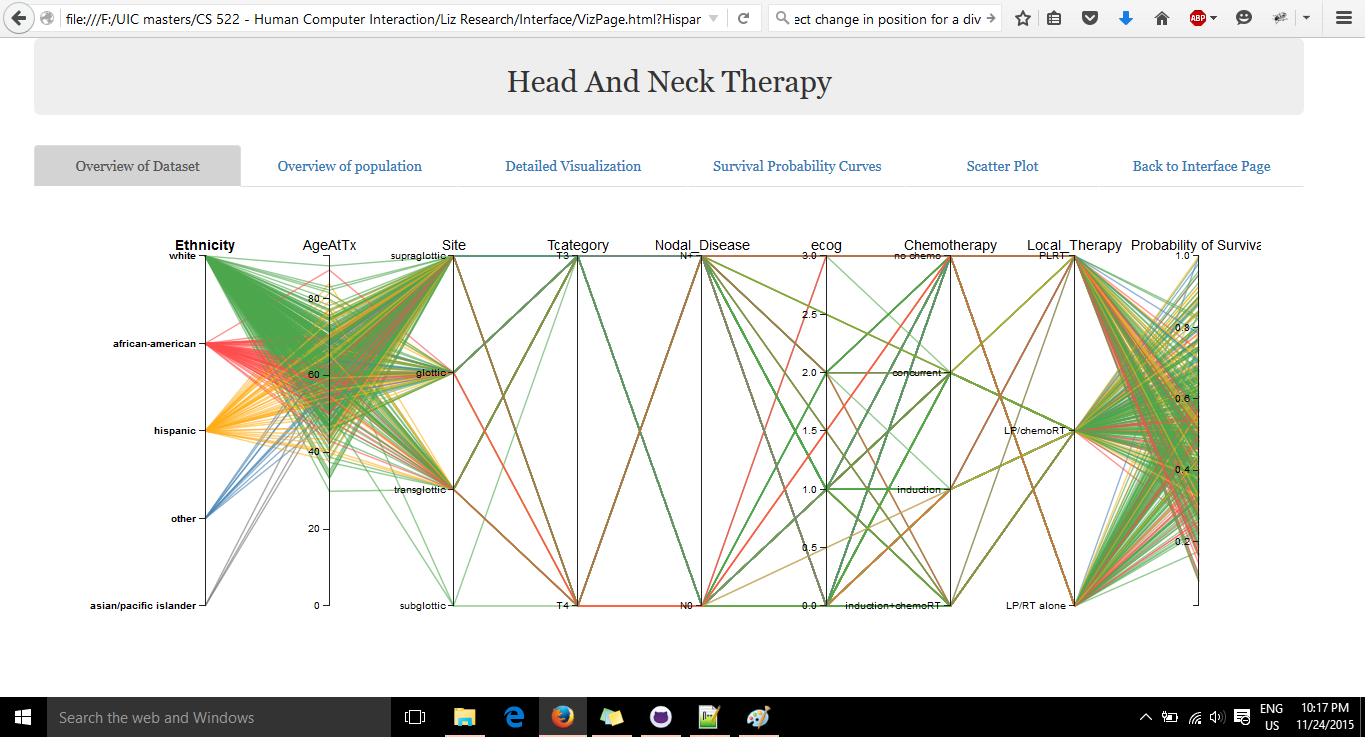 file:///F:/UIC masters/CS 522 - Human Computer Interaction/Liz Research/Interface/VizPage.html?Hispar
ect change in position for a div
ABP
Head And Neck Therapy
Overview of Dataset
Overview of population
Detailed Visualization
Survival Probability Curves
Scatter Plot
Back to Interface Page
Ethnicity
AgeAtTx
Site
Tcategory
Nodal_Disease
ecog
Chemotherapy
Local_Therapy
Probability of Surviva
white
african-american
hispanic
other
asian/pacific islander
80
60
40
20
0
supraglottic
glottic
transglottic
subglottic
T3
T4
N+
N0
3.0
2.5
2.0
1.5
1.0
0.5
0.0
no chemo
concurrent
induction
induction+chemoRT
PLRT
LP/chemoRT
LP/RT alone
1.0
0.8
0.6
0.4
0.2
Search the web and Windows
ENG
US
10:17 PM
11/24/2015